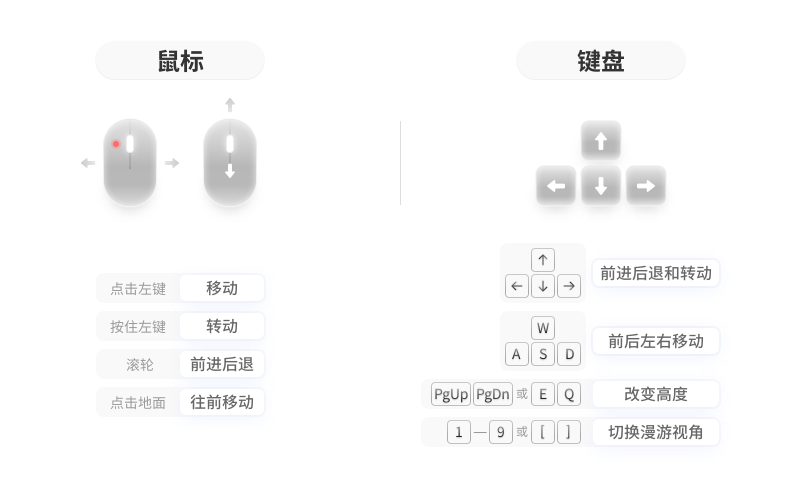 鼠标
点击左键 移动
按住左键 转动
滚轮 前进后退
点击地面 往前移动
键盘
↑
← ↓ → 前进后退和转动
W
A S D 前后左右移动
PgUp PgDn 或 E Q 改变高度
1 — 9 或 [ ] 切换漫游视角